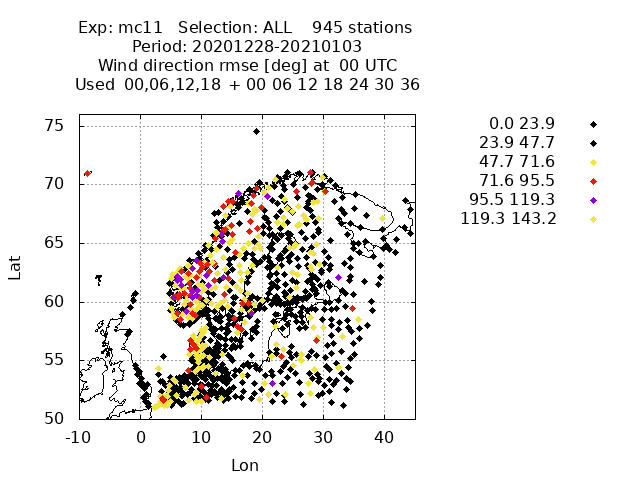 Exp: mc11   Selection: ALL    945 stations
Period: 20201228-20210103
Wind direction rmse [deg] at  00 UTC
Used  00,06,12,18  + 00 06 12 18 24 30 36
0.0 23.9
23.9 47.7
47.7 71.6
71.6 95.5
95.5 119.3
119.3 143.2
75
70
65
60
55
50
Lat
-10 0 10 20 30 40
Lon